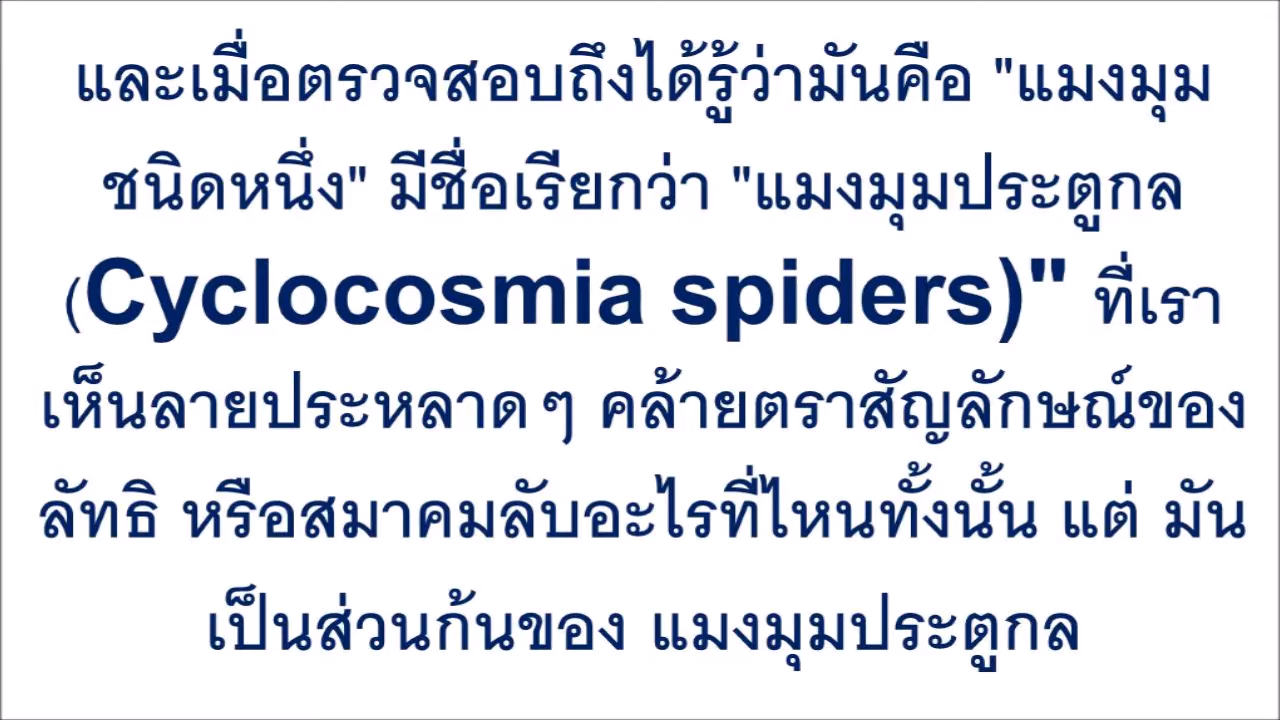 และเมื่อตรวจสอบถึงได้รู้ว่ามันคือ "แมงมุม
ชนิดหนึ่ง" มีชื่อเรียกว่า "แมงมุมประตูกล
(Cyclocosmia spiders)" ที่เรา
เห็นลายประหลาดๆ คล้ายตราสัญลักษณ์ของ
ลัทธิ หรือสมาคมลับอะไรที่ไหนทั้งนั้น แต่ มัน
เป็นส่วนก้นของ แมงมุมประตูกล